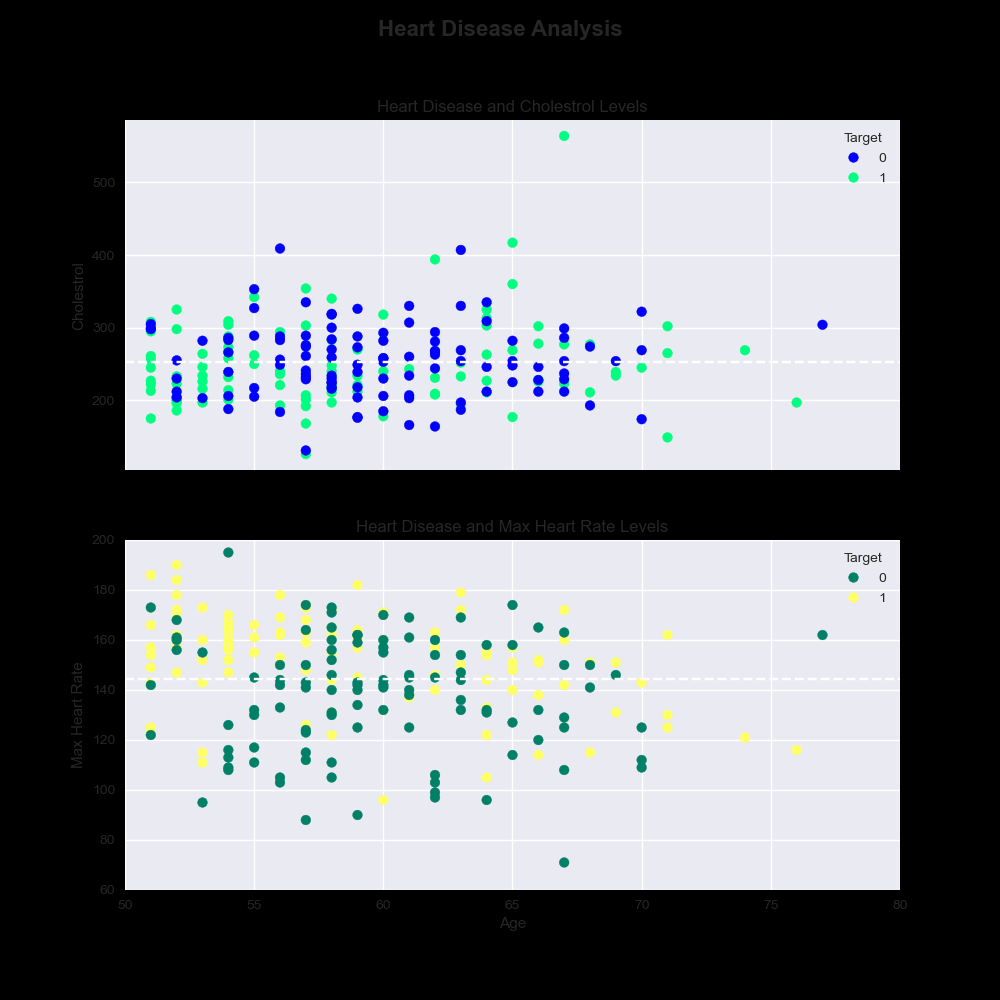 Heart Disease Analysis
Heart Disease and Cholestrol Levels
Target
0
1
500
400
300
200
Cholestrol
Heart Disease and Max Heart Rate Levels
Target
0
1
200
180
160
140
120
100
80
60
Max Heart Rate
50 55 60 65 70 75 80
Age